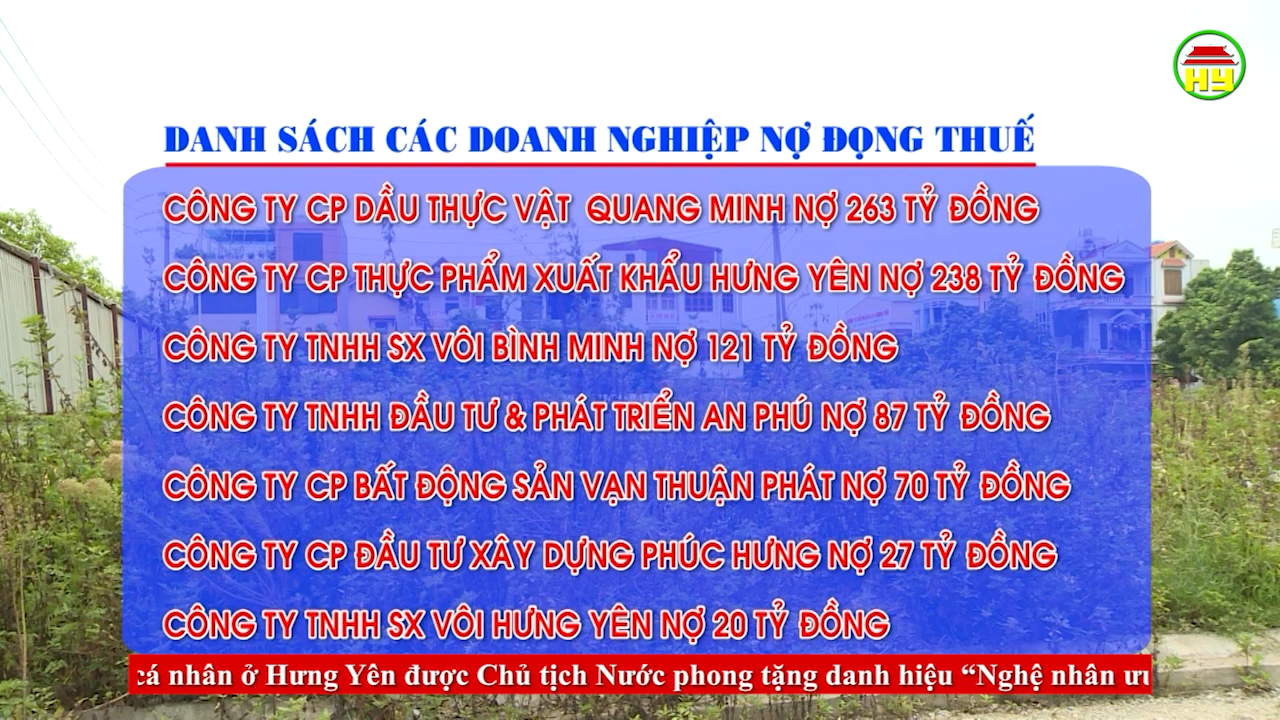 HY
DANH SÁCH CÁC DOANH NGHIỆP NỢ ĐỌNG THUẾ
CÔNG TY CP DẦU THỰC VẬT QUANG MINH NỢ 263 TỶ ĐỒNG
CÔNG TY CP THỰC PHẨM XUẤT KHẨU HƯNG YÊN NỢ 238 TỶ ĐỒNG
CÔNG TY TNHH SX VÔI BÌNH MINH NỢ 121 TỶ ĐỒNG
CÔNG TY TNHH ĐẦU TƯ & PHÁT TRIỂN AN PHÚ NỢ 87 TỶ ĐỒNG
CÔNG TY CP BẤT ĐỘNG SẢN VẠN THUẬN PHÁT NỢ 70 TỶ ĐỒNG
CÔNG TY CP ĐẦU TƯ XÂY DỰNG PHÚC HƯNG NỢ 27 TỶ ĐỒNG
CÔNG TY TNHH SX VÔI HƯNG YÊN NỢ 20 TỶ ĐỒNG
cá nhân ở Hưng Yên được Chủ tịch Nước phong tặng danh hiệu “Nghệ nhân ưu